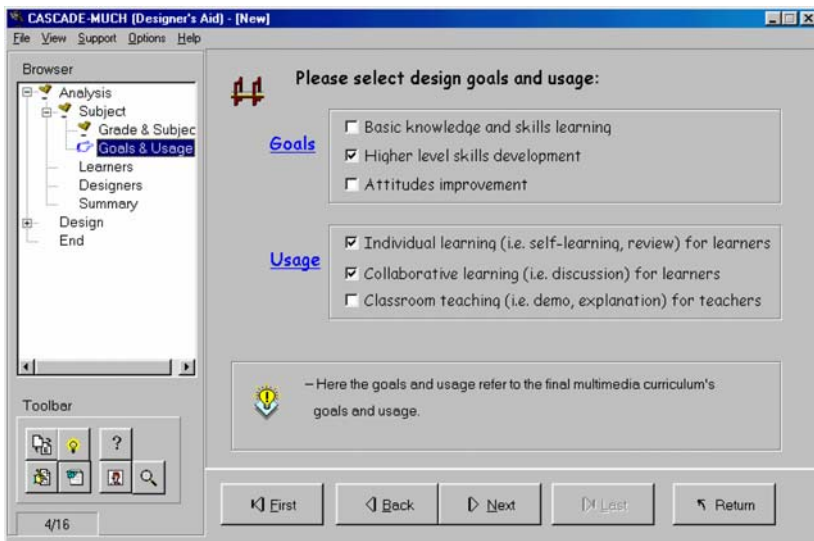 CASCADE-MUCH (Designer's Aid) - [New]
File View Support Options Help
Browser
Analysis
Subject
Grade & Subjec
Goals & Usage
Learners
Designers
Summary
Design
End
Toolbar
?
4/16
Please select design goals and usage:
Goals
Basic knowledge and skills learning
Higher level skills development
Attitudes improvement
Usage
Individual learning (i.e. self-learning, review) for learners
Collaborative learning (i.e. discussion) for learners
Classroom teaching (i.e. demo, explanation) for teachers
– Here the goals and usage refer to the final multimedia curriculum's
goals and usage.
First Back Next Last Return